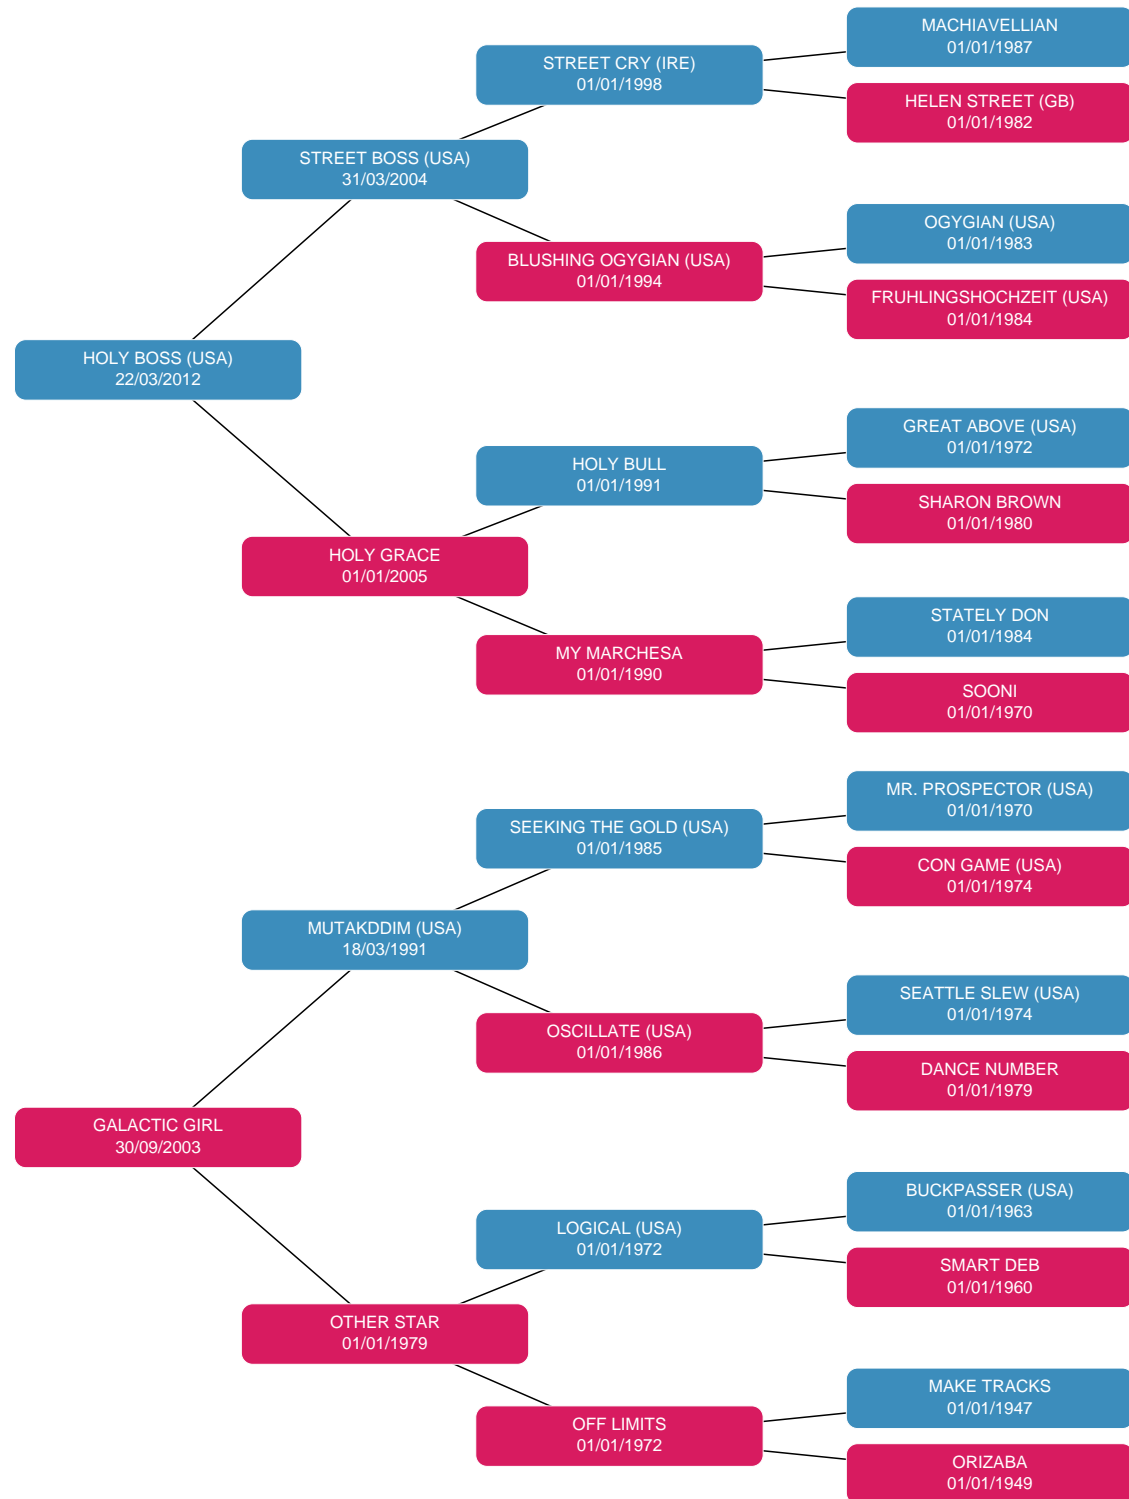 MACHIAVELLIAN
01/01/1987
STREET CRY (IRE)
01/01/1998
HELEN STREET (GB)
01/01/1982
STREET BOSS (USA)
31/03/2004
OGYGIAN (USA)
01/01/1983
BLUSHING OGYGIAN (USA)
01/01/1994
FRUHLINGSHOCHZEIT (USA)
01/01/1984
HOLY BOSS (USA)
22/03/2012
GREAT ABOVE (USA)
01/01/1972
HOLY BULL
01/01/1991
SHARON BROWN
01/01/1980
HOLY GRACE
01/01/2005
STATELY DON
01/01/1984
MY MARCHESA
01/01/1990
SOONI
01/01/1970
MR. PROSPECTOR (USA)
01/01/1970
SEEKING THE GOLD (USA)
01/01/1985
CON GAME (USA)
01/01/1974
MUTAKDDIM (USA)
18/03/1991
SEATTLE SLEW (USA)
01/01/1974
OSCILLATE (USA)
01/01/1986
DANCE NUMBER
01/01/1979
GALACTIC GIRL
30/09/2003
BUCKPASSER (USA)
01/01/1963
LOGICAL (USA)
01/01/1972
SMART DEB
01/01/1960
OTHER STAR
01/01/1979
MAKE TRACKS
01/01/1947
OFF LIMITS
01/01/1972
ORIZABA
01/01/1949